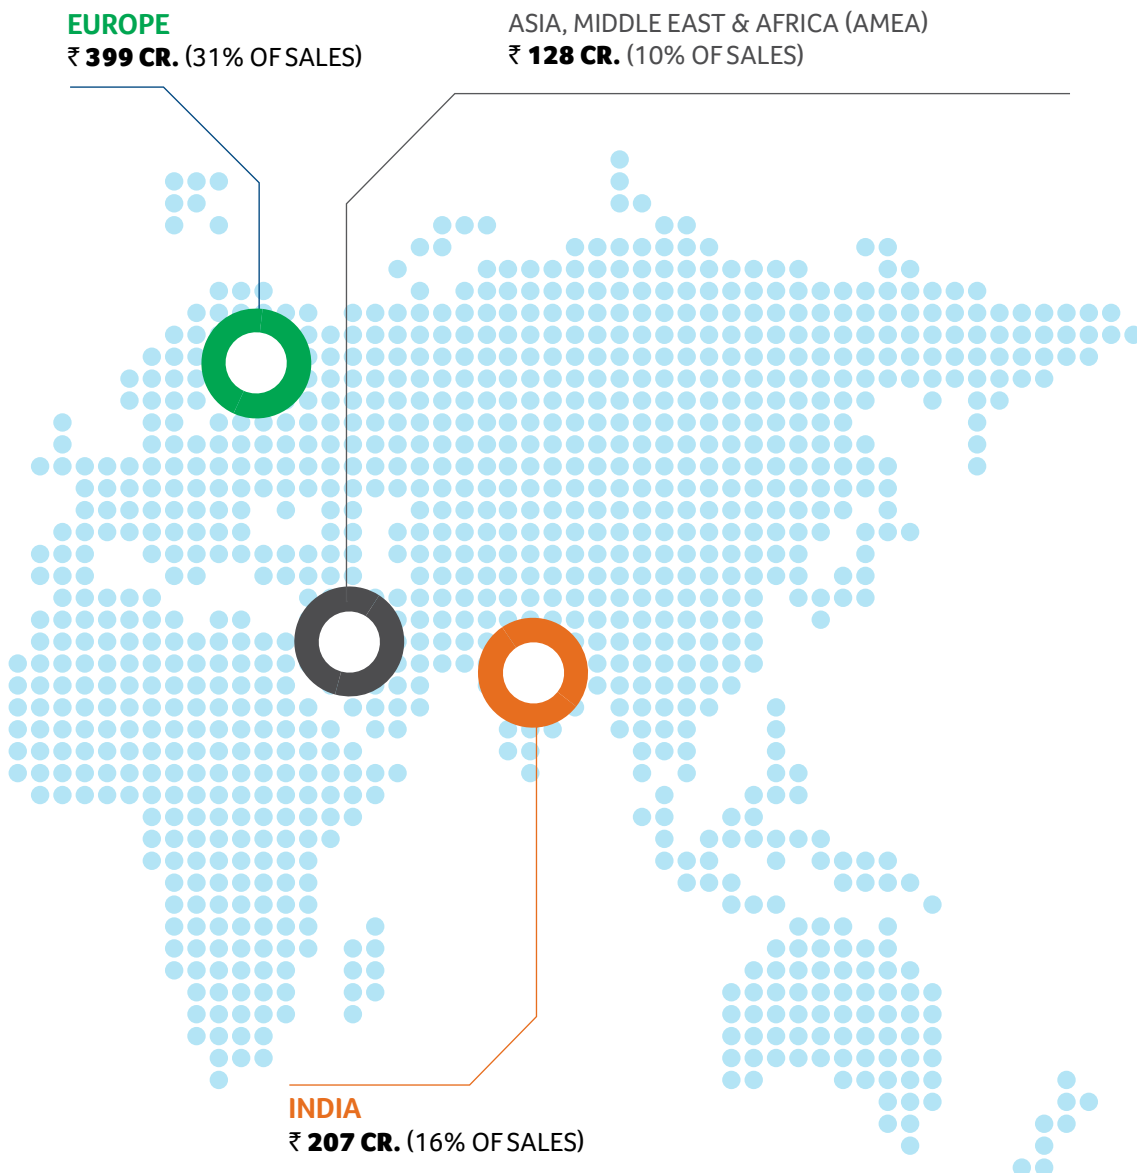 EUROPE
₹ 399 CR. (31% OF SALES)
ASIA, MIDDLE EAST & AFRICA (AMEA)
₹ 128 CR. (10% OF SALES)
INDIA
₹ 207 CR. (16% OF SALES)